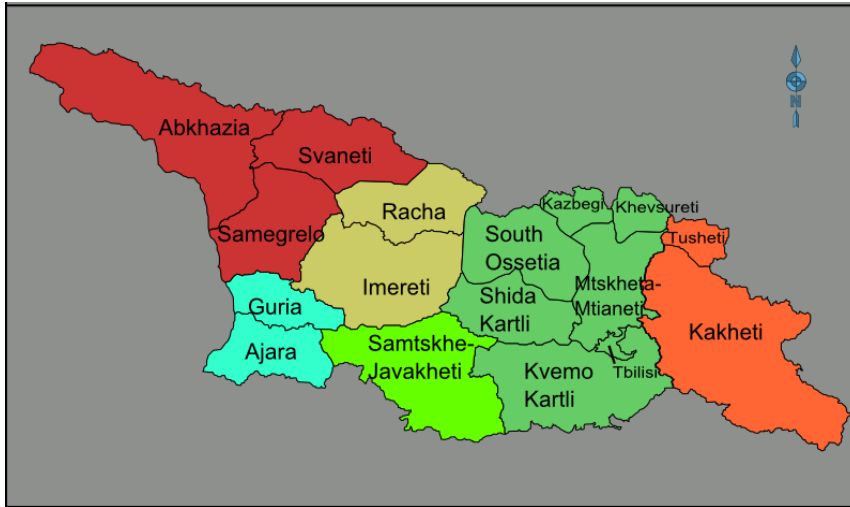 Abkhazia
Svaneti
Racha
Samegrelo
Imereti
Guria
Ajara
Samtskhe-
Javakheti
South
Ossetia
Shida
Kartli
Kvemo
Kartli
Kazbegi
Khevsureti
Mtskheta-
Mtianeti
Tbilisi
Tusheti
Kakheti
N